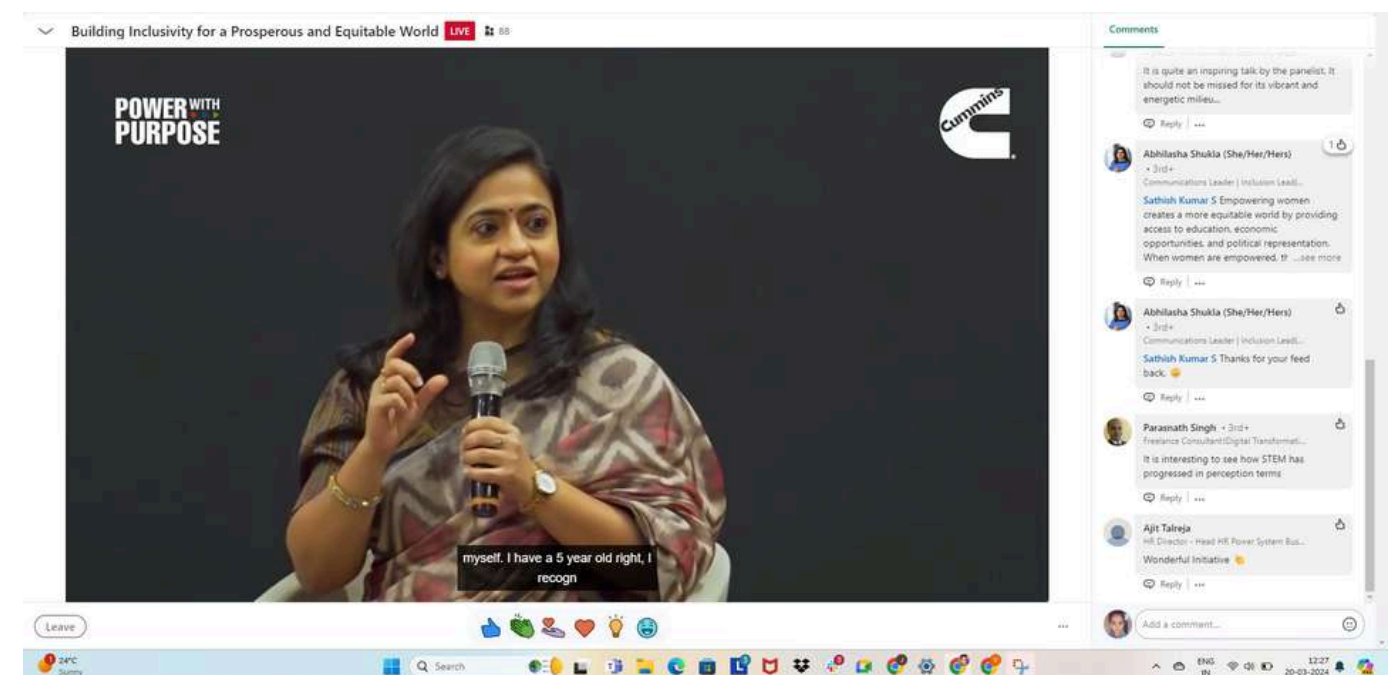 Building Inclusivity for a Prosperous and Equitable World LIVE 88
POWER WITH
PURPOSE
Cummins
myself. I have a 5 year old right, I
recogn
Leave
Comments
It is quite an inspiring talk by the panelist. It
should not be missed for its vibrant and
energetic milieu...
Reply | ...
Abhilasha Shukla (She/Her/Hers) 1
• 3rd+
Communications Leader | Inclusion Leadi...
Sathish Kumar S Empowering women
creates a more equitable world by providing
access to education, economic
opportunities, and political representation.
When women are empowered, th ...see more
Reply | ...
Abhilasha Shukla (She/Her/Hers)
• 3rd+
Communications Leader | Inclusion Leadi...
Sathish Kumar S Thanks for your feed
back.
Reply | ...
Parasnath Singh • 3rd+
Freelance Consultant(Digital Transformati...
It is interesting to see how STEM has
progressed in perception terms
Reply | ...
Ajit Talreja
HR Director - Head HR Power System Bus...
Wonderful Initiative
Reply | ...
Add a comment...
24°C
Sunny
Search
ENG
IN
12:27
20-03-2024